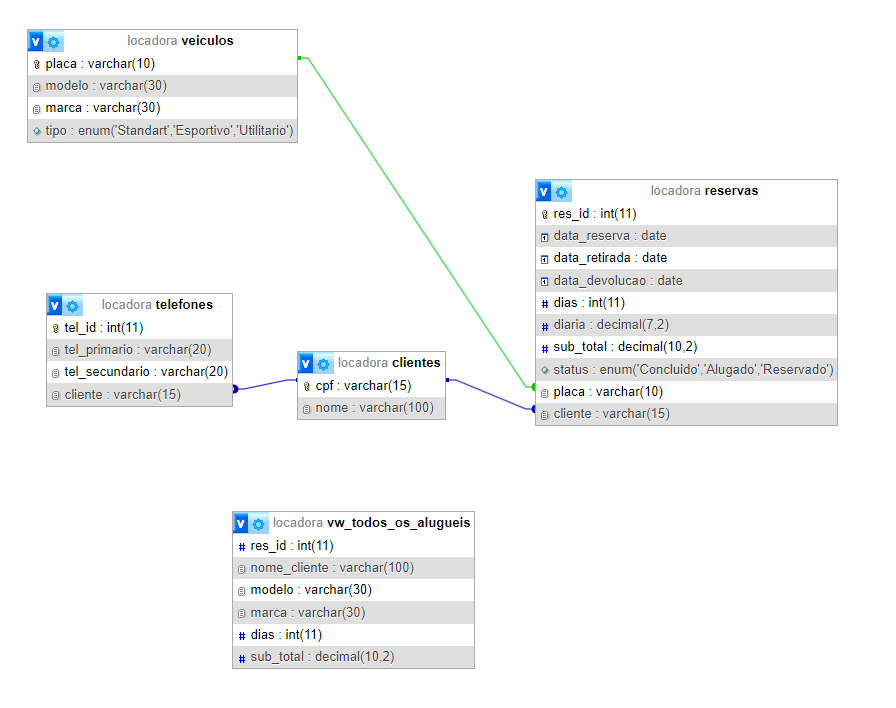 locadora veiculos
placa : varchar(10)
modelo : varchar(30)
marca : varchar(30)
tipo : enum('Standart','Esportivo','Utilitario')
locadora reservas
res_id : int(11)
data_reserva : date
data_retirada : date
data_devolucao : date
dias : int(11)
diaria : decimal(7,2)
sub_total : decimal(10,2)
status : enum('Concluido','Alugado','Reservado')
placa : varchar(10)
cliente : varchar(15)
locadora telefones
tel_id : int(11)
tel_primario : varchar(20)
tel_secundario : varchar(20)
cliente : varchar(15)
locadora clientes
cpf : varchar(15)
nome : varchar(100)
locadora vw_todos_os_alugueis
res_id : int(11)
nome_cliente : varchar(100)
modelo : varchar(30)
marca : varchar(30)
dias : int(11)
sub_total : decimal(10,2)